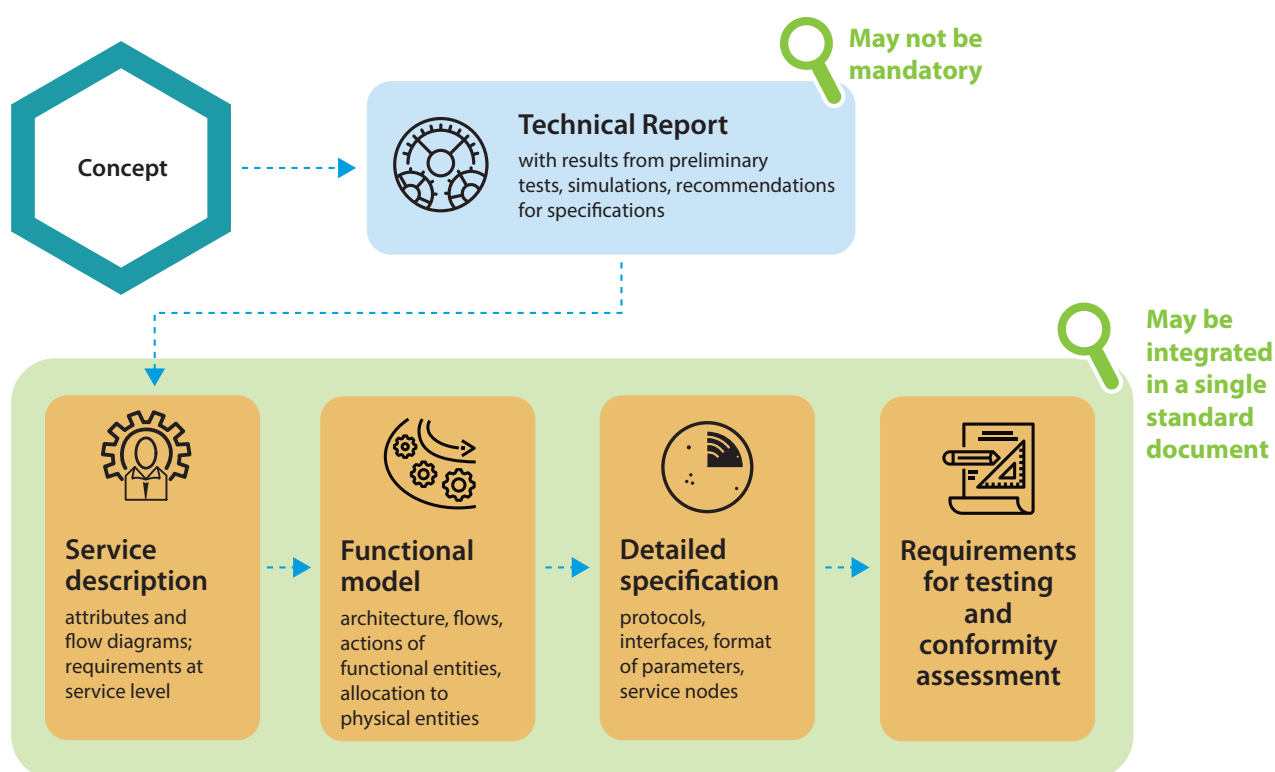 May not be
mandatory
Technical Report
with results from preliminary
tests, simulations, recommendations
for specifications
Concept
May be
integrated
in a single
standard
document
Service
description
attributes and
flow diagrams;
requirements at
service level
Functional
model
architecture, flows,
actions of
functional entities,
allocation to
physical entities
Detailed
specification
protocols,
interfaces, format
of parameters,
service nodes
Requirements
for testing
and
conformity
assessment